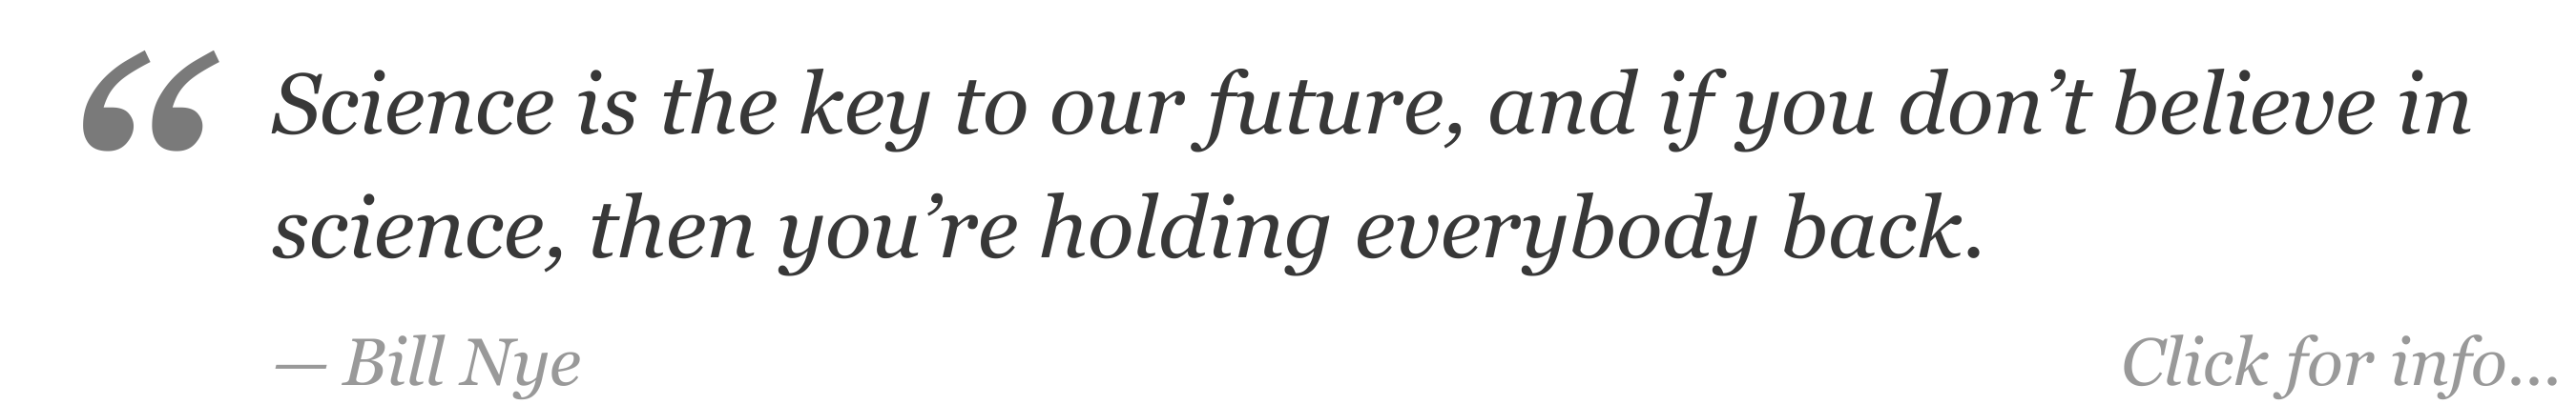 “ Science is the key to our future, and if you don’t believe in
science, then you’re holding everybody back.
— Bill Nye
Click for info...